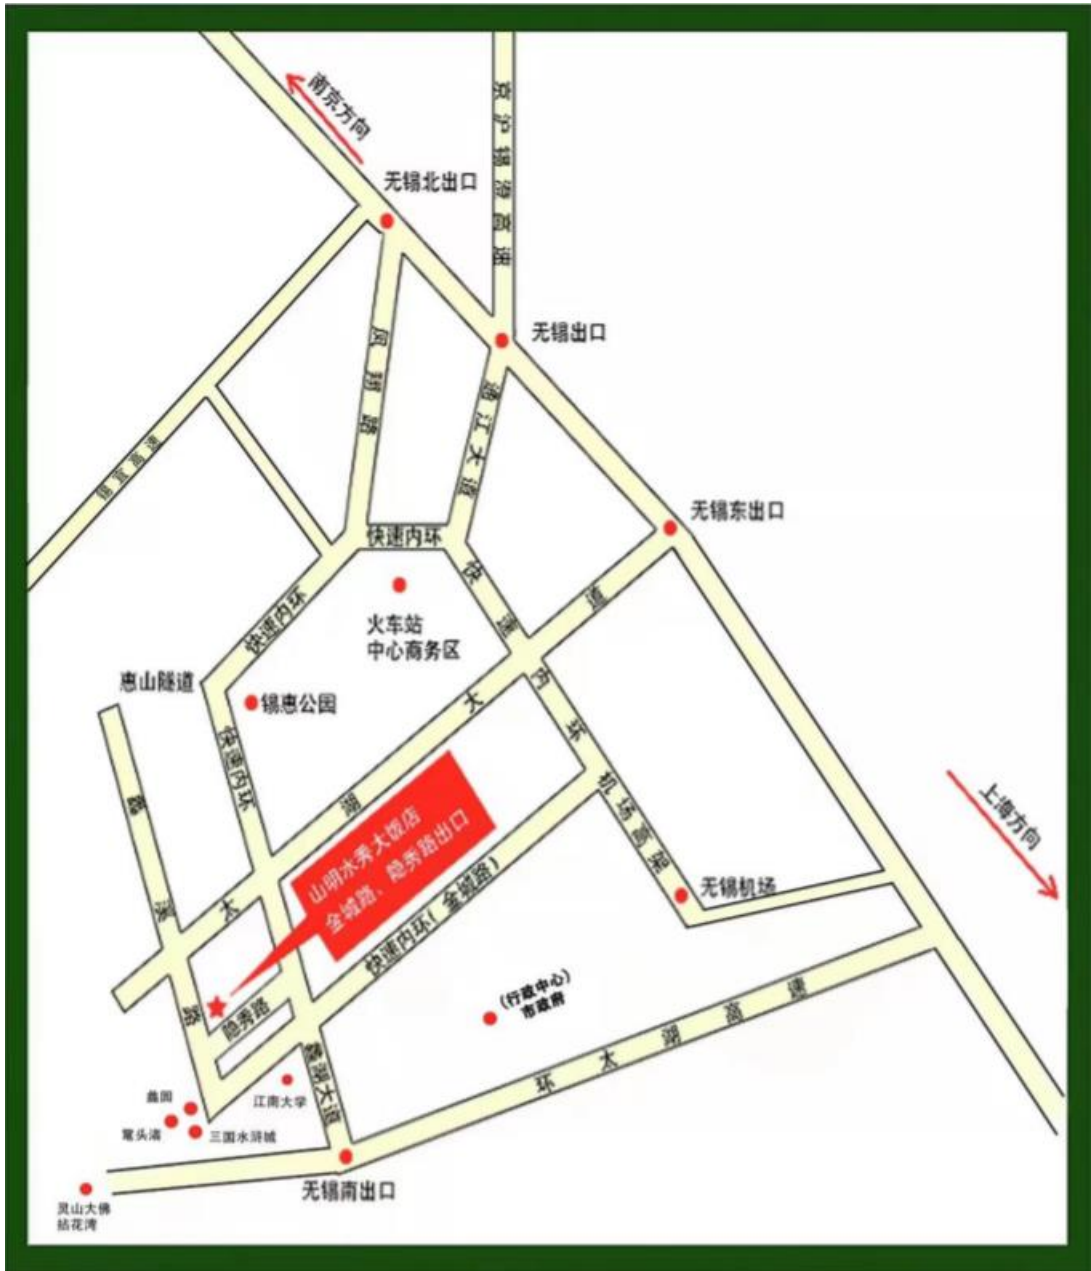 南京方向
京沪锡澄高速
无锡北出口
无锡出口
凤翔路
通江大道
锡宜高速
无锡东出口
快速内环
快速内环
火车站
中心商务区
快速内环
惠山隧道
锡惠公园
快速内环
太湖大道
机场高架
上海方向
山明水秀大饭店
金城路、隐秀路出口
蠡溪路
无锡机场
快速内环(金城路)
(行政中心)
市政府
隐秀路
环太湖高速
蠡湖大道
江南大学
蠡园
鼋头渚
三国水浒城
无锡南出口
灵山大佛
拈花湾